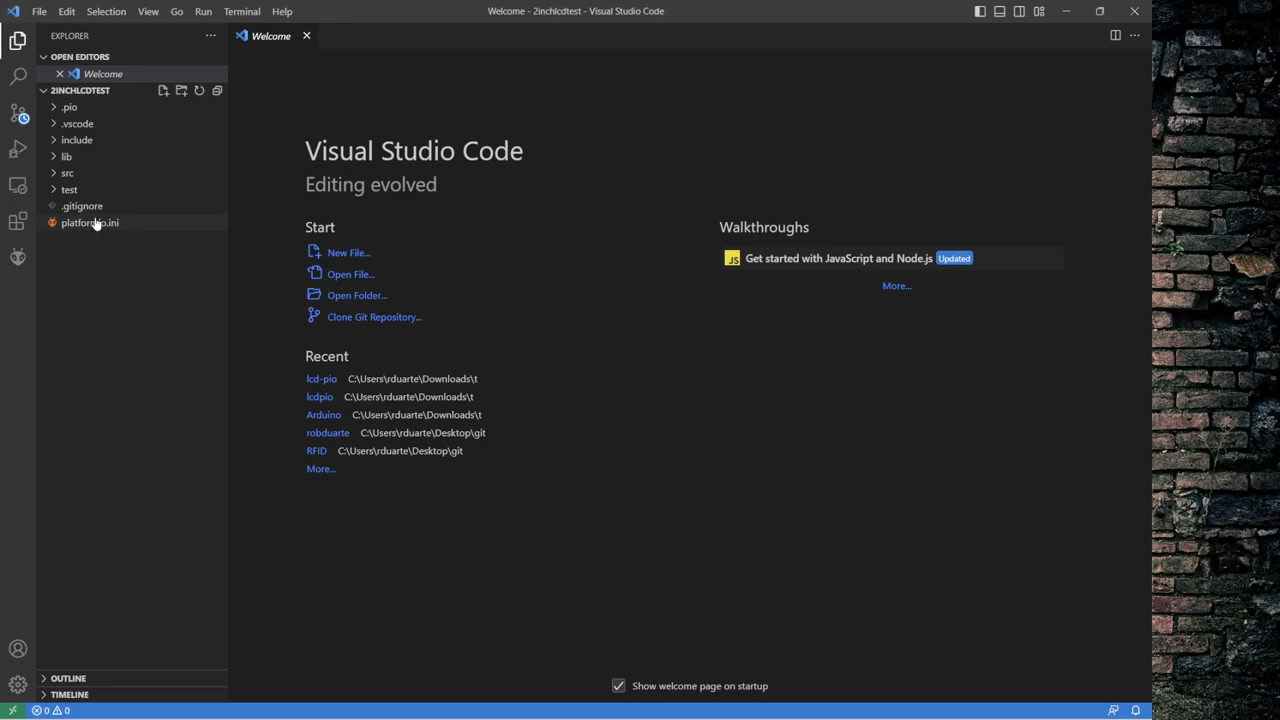 File Edit Selection View Go Run Terminal Help
Welcome - 2inchlcdtest - Visual Studio Code
EXPLORER
OPEN EDITORS
Welcome
2INCHLCDTEST
.pio
.vscode
include
lib
src
test
.gitignore
platformio.ini
OUTLINE
TIMELINE
Welcome
Visual Studio Code
Editing evolved
Start
New File...
Open File...
Open Folder...
Clone Git Repository...
Recent
lcd-pio C:\Users\rduarte\Downloads\t
lcdpio C:\Users\rduarte\Downloads\t
Arduino C:\Users\rduarte\Downloads\t
robduarte C:\Users\rduarte\Desktop\git
RFID C:\Users\rduarte\Desktop\git
More...
Walkthroughs
JS Get started with JavaScript and Node.js Updated
More...
Show welcome page on startup
0 0